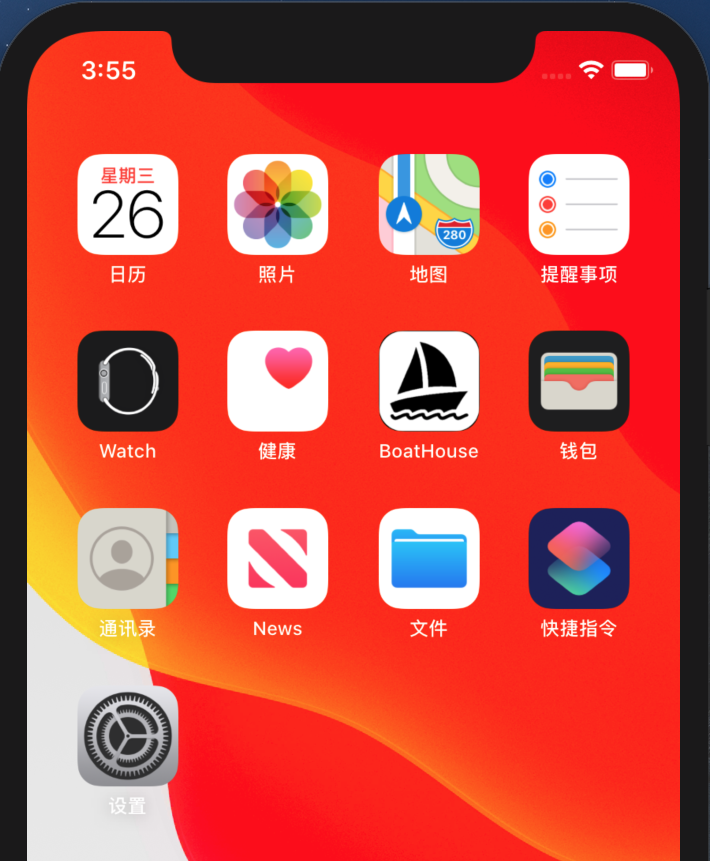 3:55
星期三
26
280
日历
照片
地图
提醒事项
Watch
健康
BoatHouse
钱包
通讯录
News
文件
快捷指令
设置